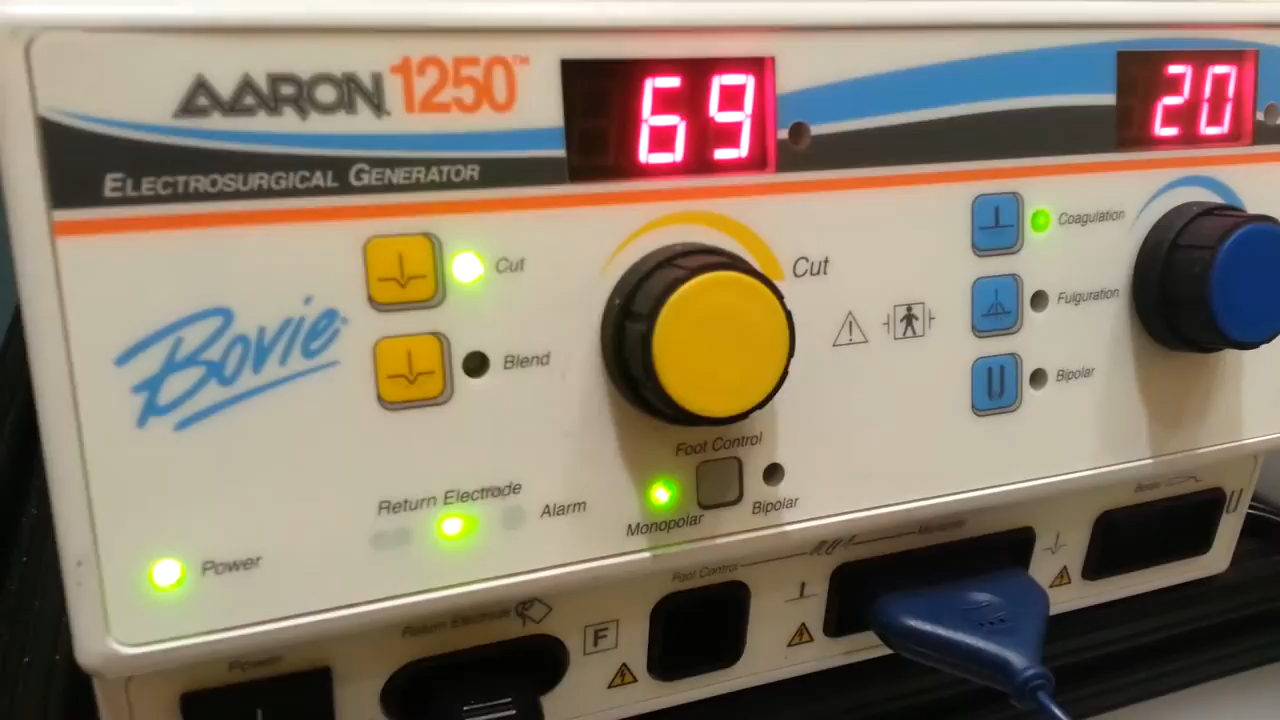 AARON 1250™
69
20
ELECTROSURGICAL GENERATOR
Bovie
Cut
Blend
Cut
Coagulation
Fulguration
Bipolar
Foot Control
Monopolar
Bipolar
Return Electrode
Alarm
Power
Foot Control
Return Electrode
F
Power